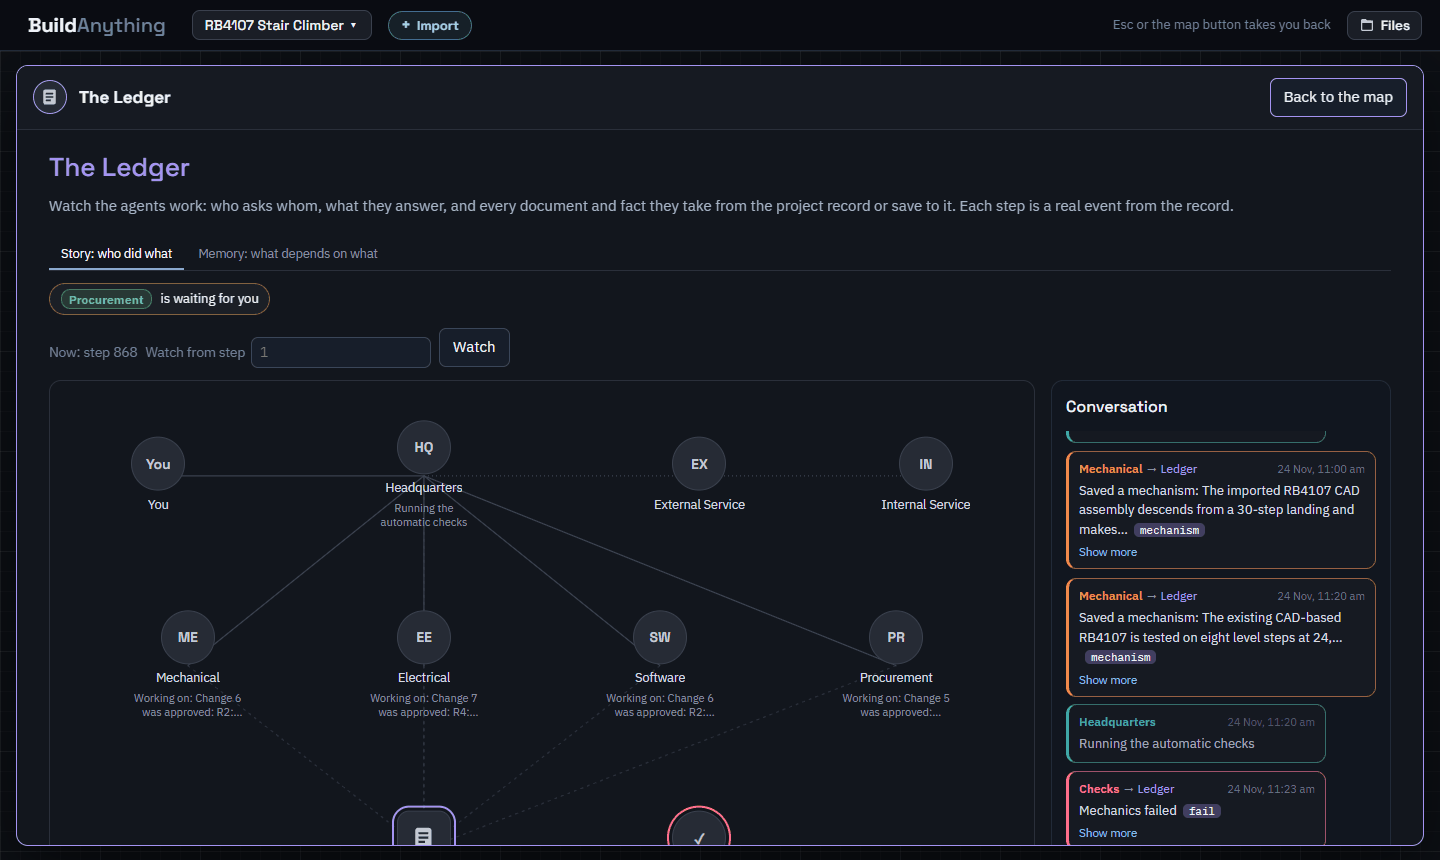 BuildAnything
RB4107 Stair Climber ▾
+ Import
Esc or the map button takes you back
Files
The Ledger
Back to the map
The Ledger
Watch the agents work: who asks whom, what they answer, and every document and fact they take from the project record or save to it. Each step is a real event from the record.
Story: who did what
Memory: what depends on what
Procurement is waiting for you
Now: step 868 Watch from step 1
Watch
You
You
HQ
Headquarters
Running the
automatic checks
EX
External Service
IN
Internal Service
ME
Mechanical
Working on: Change 6
was approved: R2:...
EE
Electrical
Working on: Change 7
was approved: R4:...
SW
Software
Working on: Change 6
was approved: R2:...
PR
Procurement
Working on: Change 5
was approved:...
✓
Conversation
Mechanical → Ledger 24 Nov, 11:00 am
Saved a mechanism: The imported RB4107 CAD
assembly descends from a 30-step landing and
makes... mechanism
Show more
Mechanical → Ledger 24 Nov, 11:20 am
Saved a mechanism: The existing CAD-based
RB4107 is tested on eight level steps at 24,...
mechanism
Show more
Headquarters 24 Nov, 11:20 am
Running the automatic checks
Checks → Ledger 24 Nov, 11:23 am
Mechanics failed fail
Show more